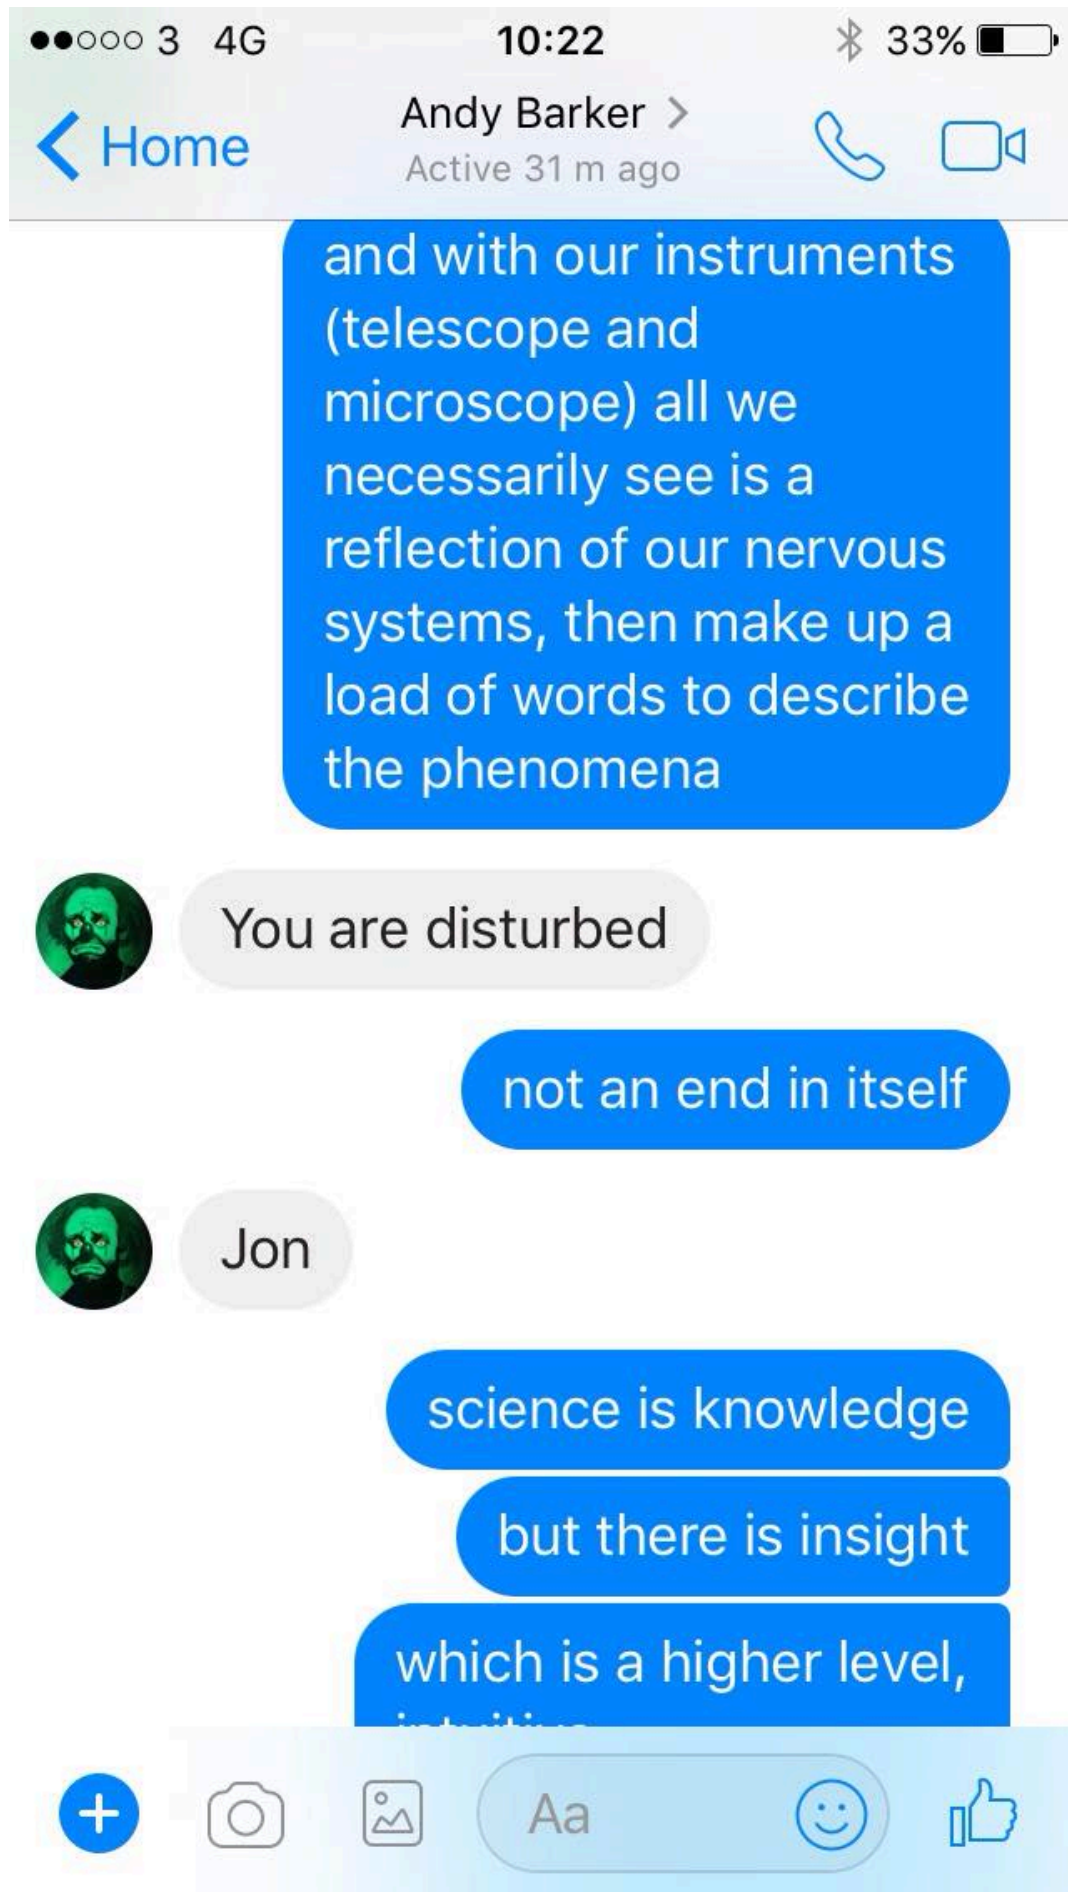 3 4G 10:22 33%
Home
Andy Barker
Active 31 m ago
and with our instruments
(telescope and
microscope) all we
necessarily see is a
reflection of our nervous
systems, then make up a
load of words to describe
the phenomena
You are disturbed
not an end in itself
Jon
science is knowledge
but there is insight
which is a higher level,
Aa